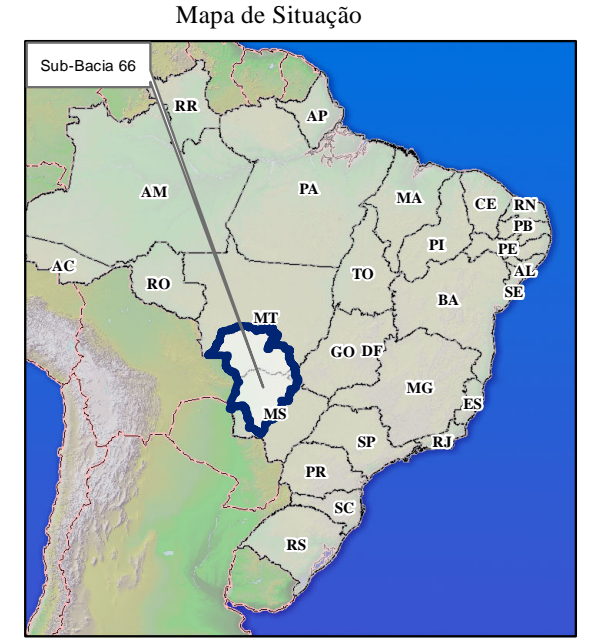 Mapa de Situação
Sub-Bacia 66
RR
AP
AM
PA
MA
CE
RN
PB
PI
PE
AC
TO
AL
RO
SE
BA
MT
GO
DF
MG
ES
MS
SP
RJ
PR
SC
RS